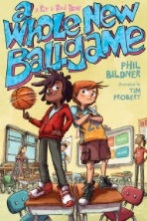 a Rip & Red Book
a
Whole New
Ballgame
PHIL
BILDNER
TIM
PROBERT